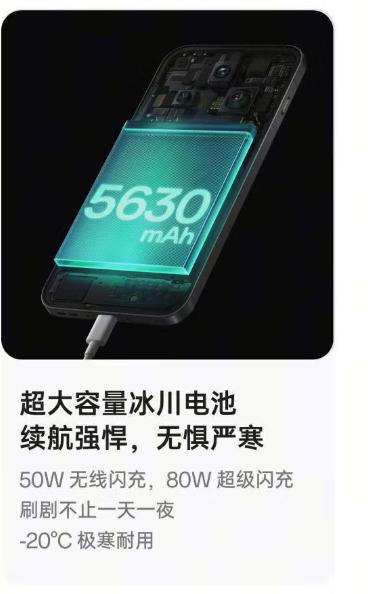 5630
mAh
超大容量冰川电池
续航强悍，无惧严寒
50W 无线闪充，80W 超级闪充
刷剧不止一天一夜
-20℃ 极寒耐用